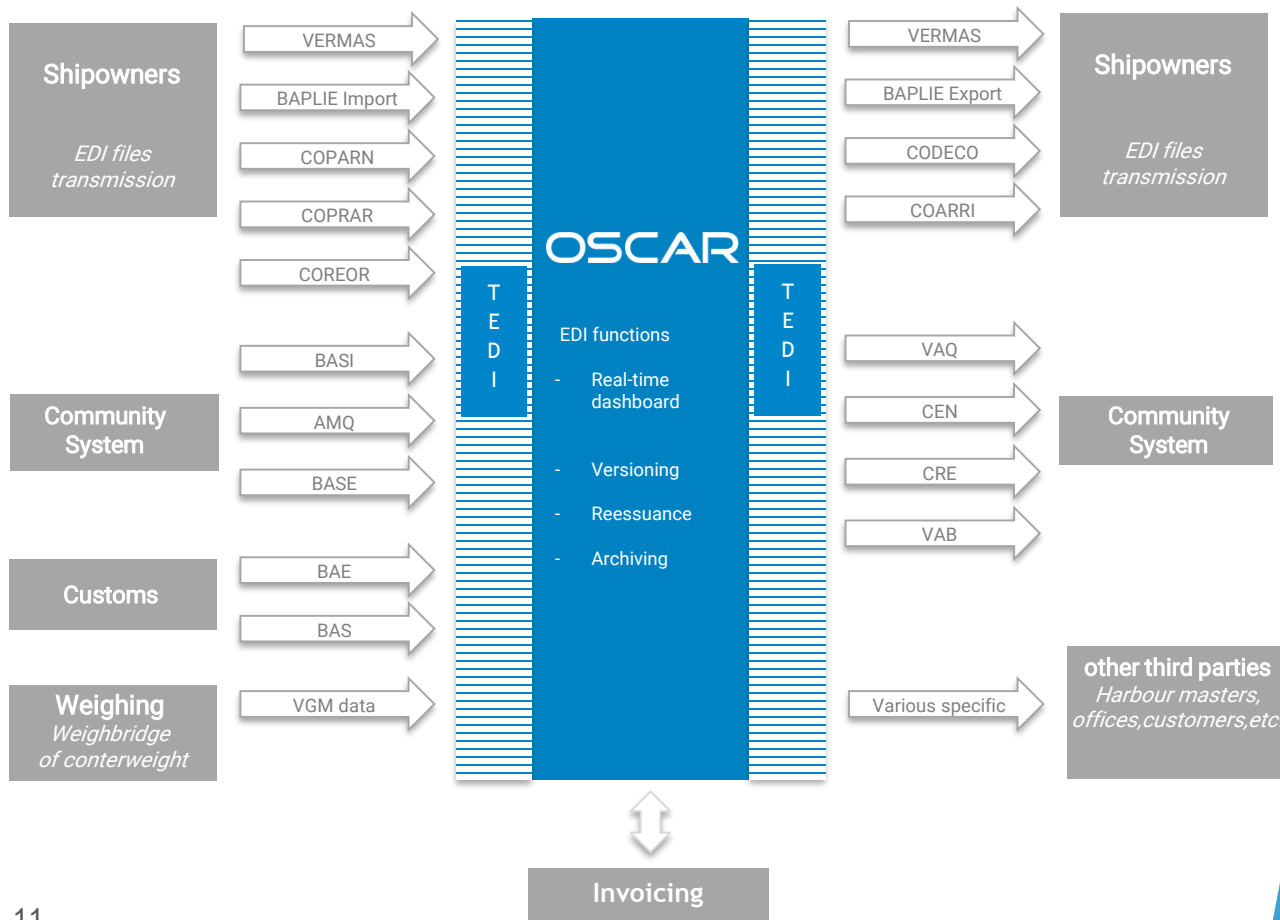 Shipowners
EDI files
transmission
VERMAS
BAPLIE Import
COPARN
COPRAR
COREOR
Community
System
BASI
AMQ
BASE
Customs
BAE
BAS
Weighing
Weighbridge
of conterweight
VGM data
T
E
D
I
OSCAR
EDI functions
- Real-time
dashboard
- Versioning
- Reessuance
- Archiving
T
E
D
I
VERMAS
BAPLIE Export
CODECO
COARRI
Shipowners
EDI files
transmission
VAQ
CEN
CRE
VAB
Community
System
Various specific
other third parties
Harbour masters,
offices,customers,etc.
Invoicing
11